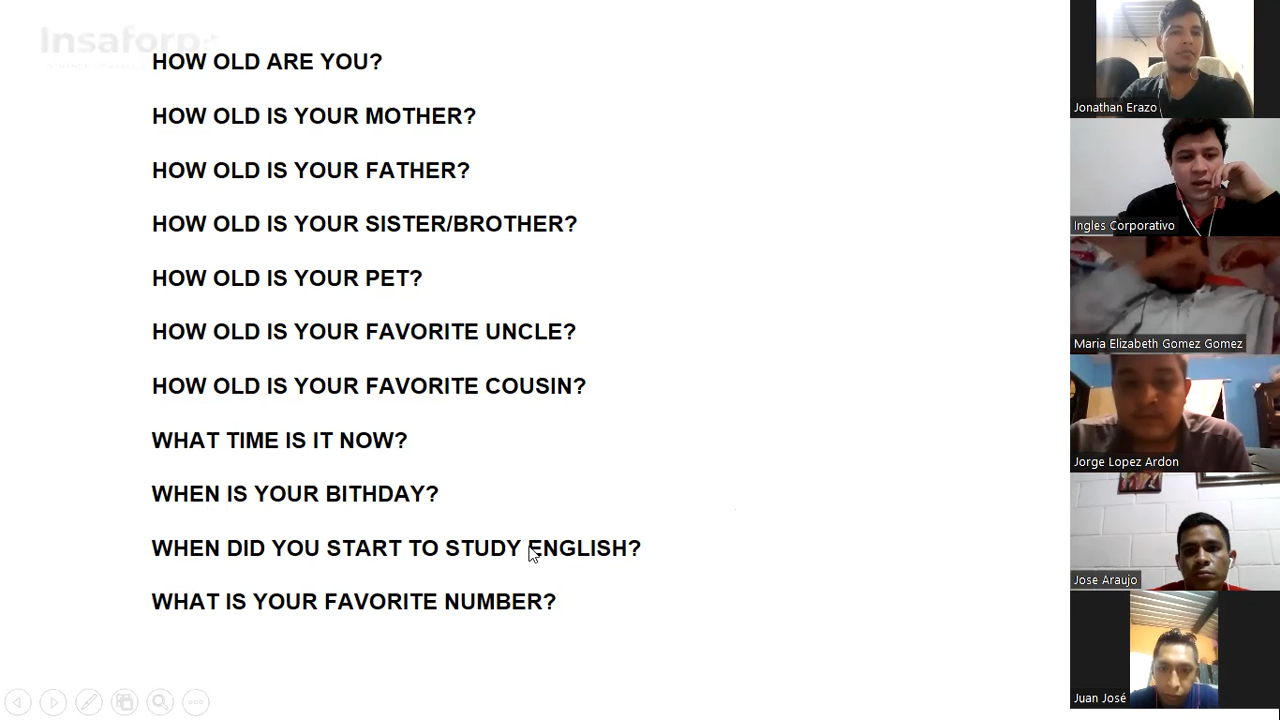 Insaforp
HOW OLD ARE YOU?
HOW OLD IS YOUR MOTHER?
HOW OLD IS YOUR FATHER?
HOW OLD IS YOUR SISTER/BROTHER?
HOW OLD IS YOUR PET?
HOW OLD IS YOUR FAVORITE UNCLE?
HOW OLD IS YOUR FAVORITE COUSIN?
WHAT TIME IS IT NOW?
WHEN IS YOUR BITHDAY?
WHEN DID YOU START TO STUDY ENGLISH?
WHAT IS YOUR FAVORITE NUMBER?
Jonathan Erazo
Ingles Corporativo
Maria Elizabeth Gomez Gomez
Jorge Lopez Ardon
Jose Araujo
Juan José